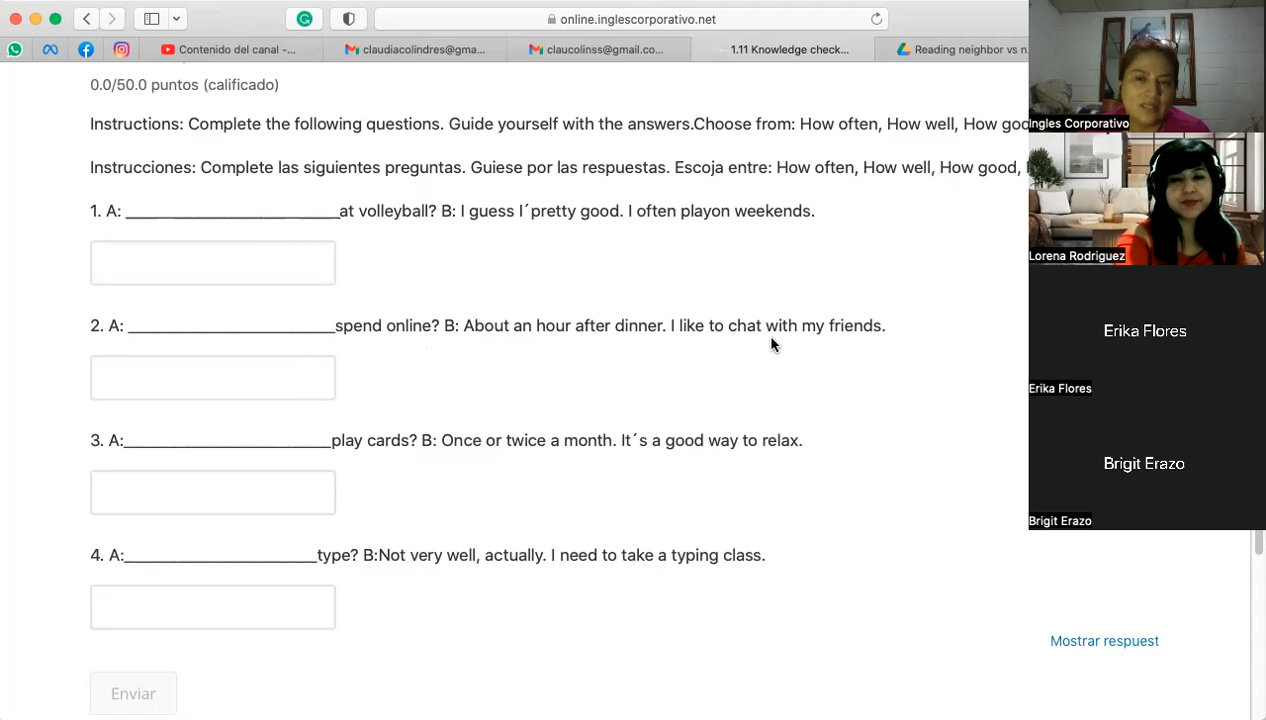 online.inglescorporativo.net
Contenido del canal -...
claudiacolindres@gma...
claucolinss@gmail.co...
1.11 Knowledge check...
Reading neighbor vs n.
0.0/50.0 puntos (calificado)
Instructions: Complete the following questions. Guide yourself with the answers.Choose from: How often, How well, How goo
Instrucciones: Complete las siguientes preguntas. Guiese por las respuestas. Escoja entre: How often, How well, How good,
1. A: ________________________at volleyball? B: I guess I´pretty good. I often playon weekends.
2. A: ________________________spend online? B: About an hour after dinner. I like to chat with my friends.
3. A:________________________play cards? B: Once or twice a month. It´s a good way to relax.
4. A:______________________type? B:Not very well, actually. I need to take a typing class.
Mostrar respuest
Enviar
Ingles Corporativo
Lorena Rodriguez
Erika Flores
Erika Flores
Brigit Erazo
Brigit Erazo